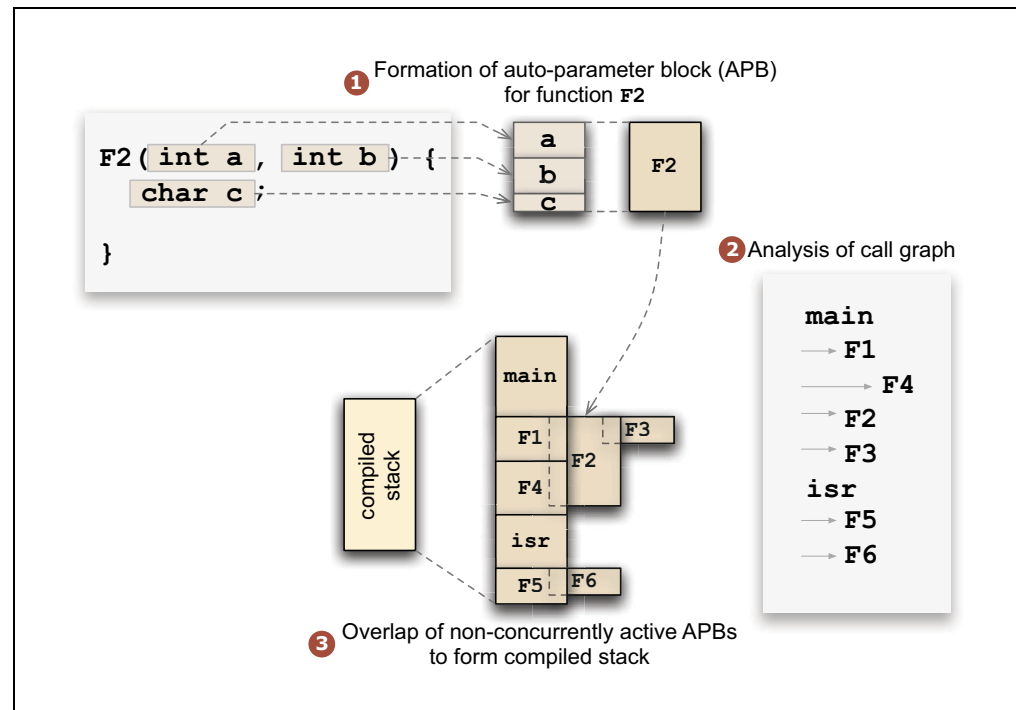 1 Formation of auto-parameter block (APB)
for function F2
F2(int a, int b) {
char c;
}
a
b
c
F2
2 Analysis of call graph
main
F1
F4
F2
F3
isr
F5
F6
compiled
stack
main
F1
F2
F3
F4
isr
F5
F6
3 Overlap of non-concurrently active APBs
to form compiled stack